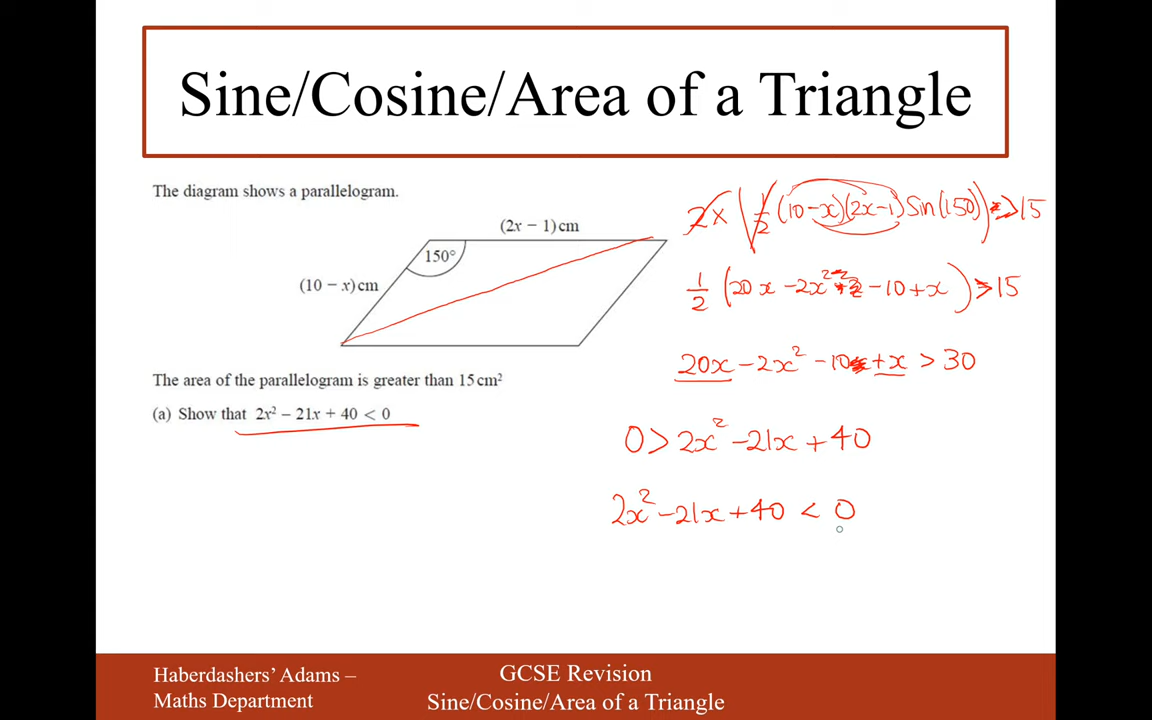 Sine/Cosine/Area of a Triangle
The diagram shows a parallelogram.
(2x − 1) cm
150°
(10 − x) cm
The area of the parallelogram is greater than 15 cm²
(a) Show that 2x² − 21x + 40 < 0
2 × (1/2 (10 − x)(2x − 1) Sin(150)) > 15
1/2 (20x − 2x² − 10 + x) > 15
20x − 2x² − 10 + x > 30
0 > 2x² − 21x + 40
2x² − 21x + 40 < 0
Haberdashers’ Adams –
Maths Department
GCSE Revision
Sine/Cosine/Area of a Triangle